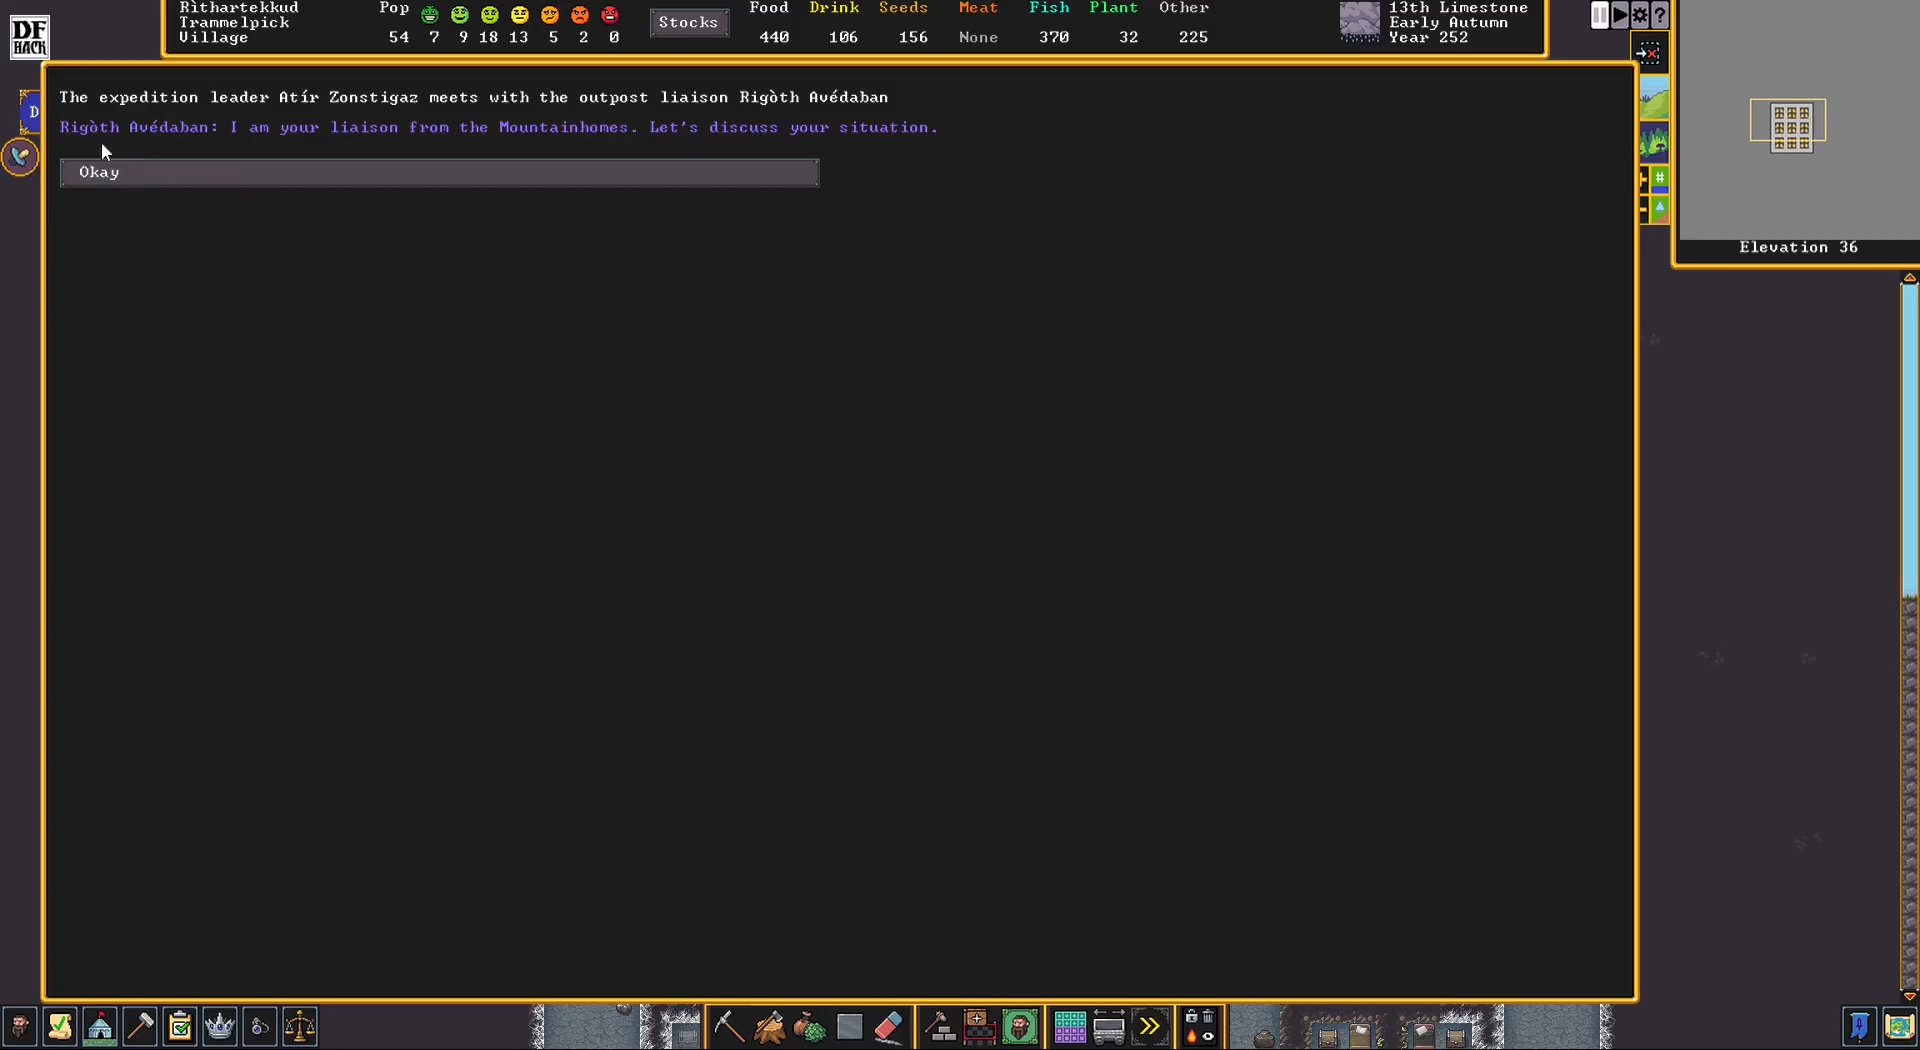 DF
HACK
Rithartekkud
Trammelpick
Village
Pop
54 7 9 18 13 5 2 0
Stocks
Food Drink Seeds Meat Fish Plant Other
440 106 156 None 370 32 225
13th Limestone
Early Autumn
Year 252
?
The expedition leader Atír Zonstigaz meets with the outpost liaison Rigòth Avédaban
D
Rigòth Avédaban: I am your liaison from the Mountainhomes. Let's discuss your situation.
Okay
#
Elevation 36